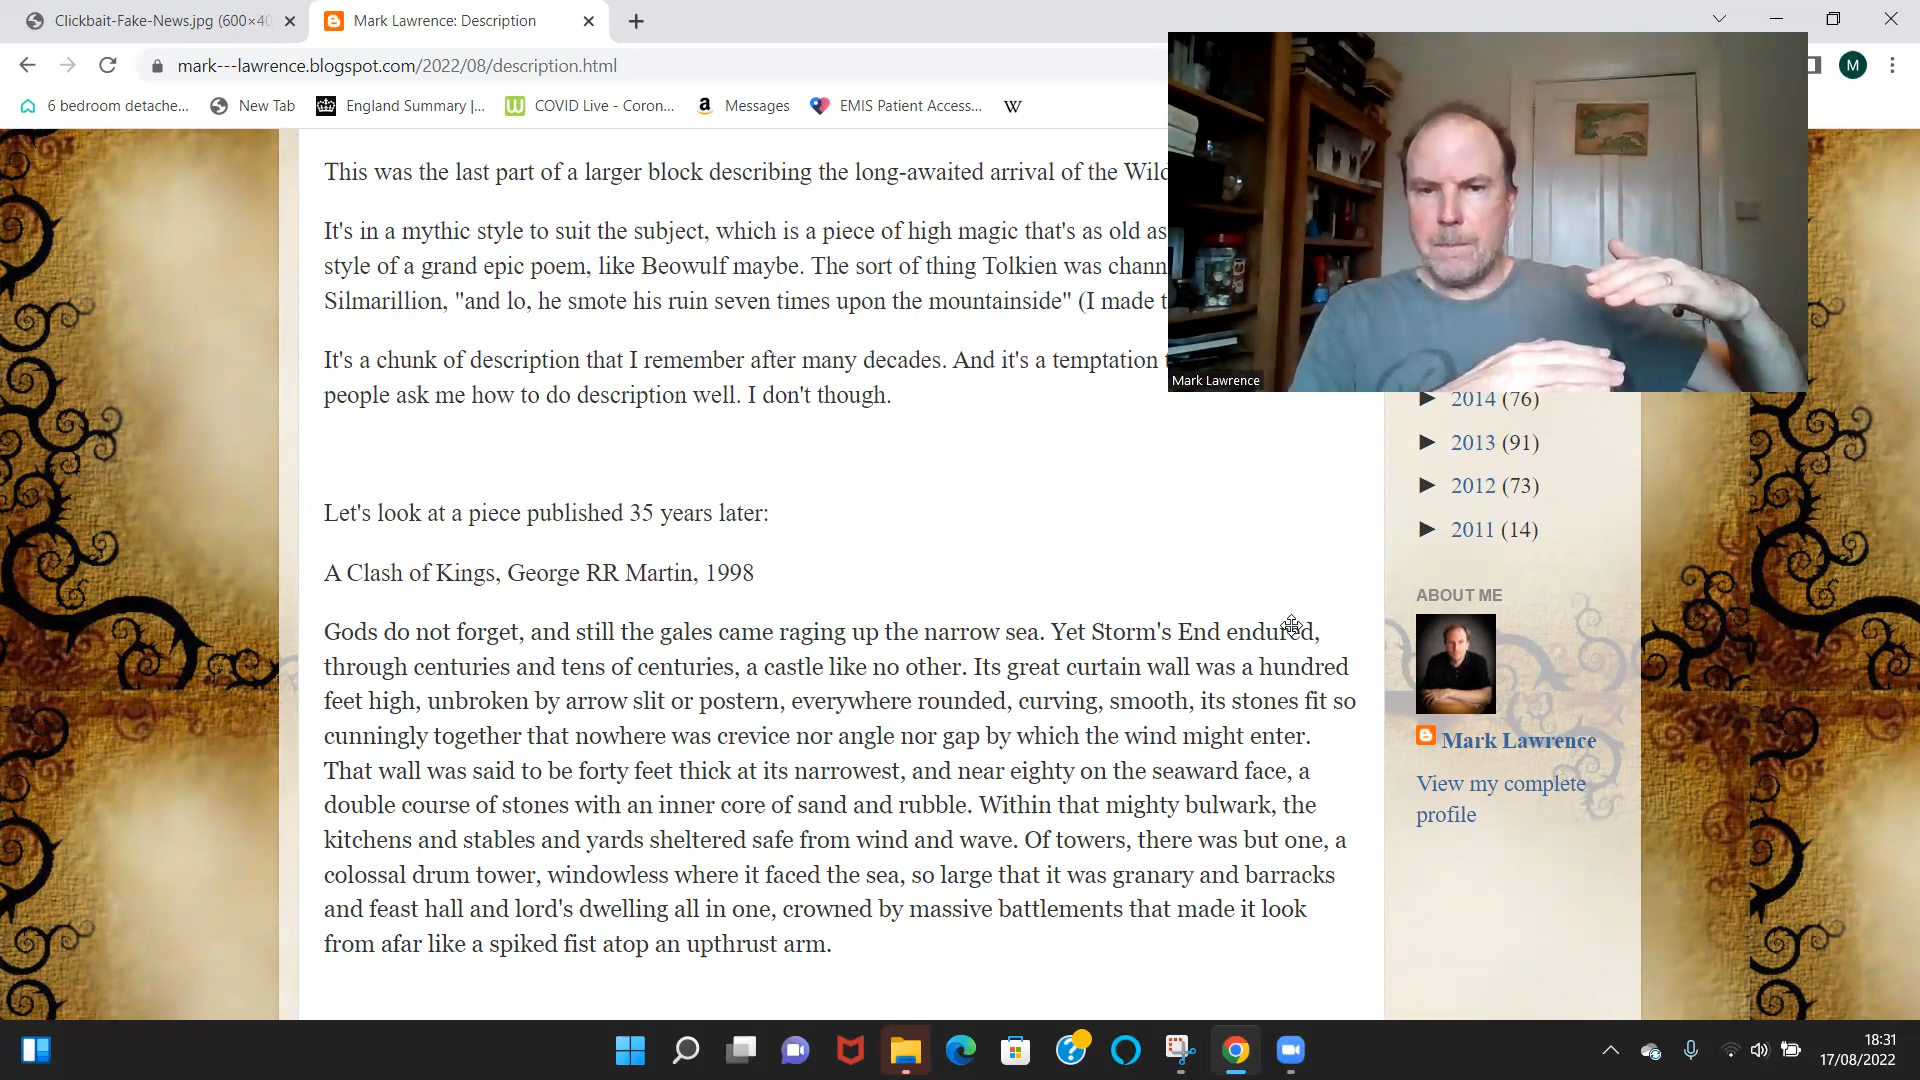 Clickbait-Fake-News.jpg (600×40
Mark Lawrence: Description
mark---lawrence.blogspot.com/2022/08/description.html
M
6 bedroom detache...
New Tab
England Summary |...
COVID Live - Coron...
Messages
EMIS Patient Access...
W
This was the last part of a larger block describing the long-awaited arrival of the Wild
It's in a mythic style to suit the subject, which is a piece of high magic that's as old as
style of a grand epic poem, like Beowulf maybe. The sort of thing Tolkien was chann
Silmarillion, "and lo, he smote his ruin seven times upon the mountainside" (I made t
It's a chunk of description that I remember after many decades. And it's a temptation t
people ask me how to do description well. I don't though.
Mark Lawrence
Let's look at a piece published 35 years later:
A Clash of Kings, George RR Martin, 1998
Gods do not forget, and still the gales came raging up the narrow sea. Yet Storm's End endured,
through centuries and tens of centuries, a castle like no other. Its great curtain wall was a hundred
feet high, unbroken by arrow slit or postern, everywhere rounded, curving, smooth, its stones fit so
cunningly together that nowhere was crevice nor angle nor gap by which the wind might enter.
That wall was said to be forty feet thick at its narrowest, and near eighty on the seaward face, a
double course of stones with an inner core of sand and rubble. Within that mighty bulwark, the
kitchens and stables and yards sheltered safe from wind and wave. Of towers, there was but one, a
colossal drum tower, windowless where it faced the sea, so large that it was granary and barracks
and feast hall and lord's dwelling all in one, crowned by massive battlements that made it look
from afar like a spiked fist atop an upthrust arm.
2014 (76)
2013 (91)
2012 (73)
2011 (14)
ABOUT ME
Mark Lawrence
View my complete
profile
18:31
17/08/2022